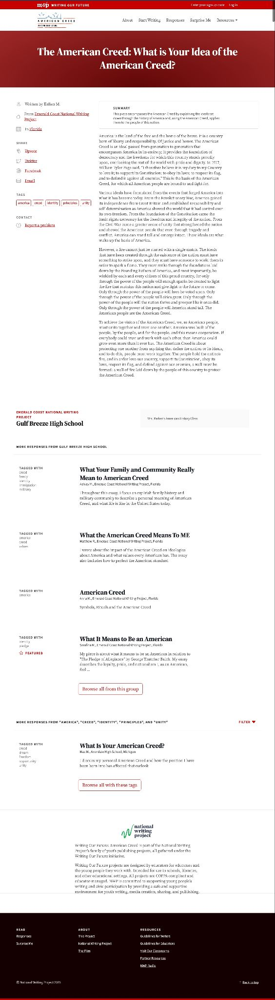 nwp WRITING OUR FUTURE
Enter your sign-up code Log in
AMERICAN CREED
WRITING OUR FUTURE
About Start Writing Responses Surprise Me Resources
The American Creed: What is Your Idea of the
American Creed?
Written by Kellen M.
From Emerald Coast National Writing
Project
In Florida
SHARE
Upvote
Twitter
Facebook
Email
TAGS
america creed identity principles unity
CONTACT
Report a problem
SUMMARY
This piece encompasses the American Creed by explaining the ideals set
down through the history of America and, using the American Creed, applies
them to the people of this nation.
America is the land of the free and the home of the brave. It is a country
born of liberty and responsibility. Of justice and honor. The American
Creed is an ideal passed from generation to generation that
encompasses America in its entirety; it provides the foundation of
democracy and the freedoms for which this country stands proudly
upon, overlooking the rest of the world with pride and dignity. In 1917,
William Tyler Page said, "I therefore believe it is my duty to my Country
to love it; to support its Constitution; to obey its laws; to respect its flag,
and to defend it against all enemies." This is the basis of the American
Creed, for which all American people are bound to and fight for.
Various ideals have formulated from the events that forged America into
what it has become today. From the Revolutionary War, America gained
its independence from Great Britain and established responsibility and
self determination as America showed the world that it had control over
its own freedom. From the foundation of the Constitution came the
basic rights necessary for the freedom and integrity of the nation. From
the Civil War came a greater sense of unity that strengthened the nation
and showed the American people that even through tragedy and
conflict, America can stand tall and emerge intact. These ideals are what
make up the basis of America.
However, a fire cannot just be started with a single match. The ideals
that have been created through the existence of the nation must have
something to strike upon, and they must have someone to wield them in
order to spark a flame. They must strike through the foundations laid
down by the Founding Fathers of America, and most importantly, be
wielded by each and every citizen of this proud country, for only
through the power of the people will enough sparks be created to light
the fire that sustains this nation and give light to the future to come.
Only through the power of the people will laws be voted upon. Only
through the power of the people will cities grow. Only through the
power of the people will the nation thrive and prosper like it once did.
Only through the power of the people will America stand tall. The
American people are the American Creed.
To achieve the vision of the American Creed, we, as American people,
must unite together and trust one another. America was built of the
people, by the people, and for the people, and this means cooperation. If
everybody could trust and work with each other, then America could
grow even more than it ever has. The American Creed is about
protecting one another from anything that defies the nation or its ideals,
and to do this, people must work together. The people hold the nation's
fire, and in order love our country, support its Constitution, obey its
laws, respect its flag, and defend against our enemies, a wall must be
formed: a wall of fire laid down by the people of this country to protect
the American Creed.
EMERALD COAST NATIONAL WRITING
PROJECT
Gulf Breeze High School
Mrs. Parker's American History Class
MORE RESPONSES FROM GULF BREEZE HIGH SCHOOL
TAGGED WITH
creed
family
identity
immigration
military
What Your Family and Community Really
Mean to American Creed
Ashley M., Emerald Coast National Writing Project, Florida
Throughout this essay, I focus on my Irish family history and
military community to describe a personal meaning of American
Creed, and what life is like in the United States today.
TAGGED WITH
america
creed
values
What the American Creed Means To ME
Matthew R., Emerald Coast National Writing Project, Florida
I wrote about the impact of the American Creed on ideologies
about America and what values every American has. The essay
also includes how to perfect the American standard
TAGGED WITH
america
American Creed
Anna M., Emerald Coast National Writing Project, Florida
Symbols, Rituals and the American Creed
TAGGED WITH
identity
pledge
FEATURED
What It Means to Be an American
Sarafina M., Emerald Coast National Writing Project, Florida
My piece is about what it means to be an American in relation to
"The Pledge of Allegiance" by George Thatcher Balch. My essay
describes the loyalty, pride, and nationalism I, as an American,
feel ...
Browse all from this group
MORE RESPONSES FROM "AMERICA", "CREED", "IDENTITY", "PRINCIPLES", AND "UNITY"
FILTER
TAGGED WITH
creed
dream
freedom
opportunity
unity
What Is Your American Creed?
Max M., Avondale High School, Michigan
I discuss my personal American Creed and how the position I have
been born into has affected that outlook
Browse all with these tags
national
writing
project
Writing Our Future: American Creed is part of the National Writing
Project's family of youth publishing projects, all gathered under the
Writing Our Future initiative.
Writing Our Future projects are designed by educators for educators and
the young people they work with. Intended for use in schools, libraries,
and other educational settings. All projects are COPPA compliant and
educator-managed. NWP is committed to supporting young people's
writing and civic participation by providing a safe and supportive
environment for youth writing, media creation, sharing, and publishing.
READ
Responses
Surprise Me
ABOUT
This Project
National Writing Project
The Film
RESOURCES
Guidelines for Writers
Guidelines for Educators
Visit Our Classrooms
Partner Resources
NWP Radio
© National Writing Project 2025
↑ Back to top